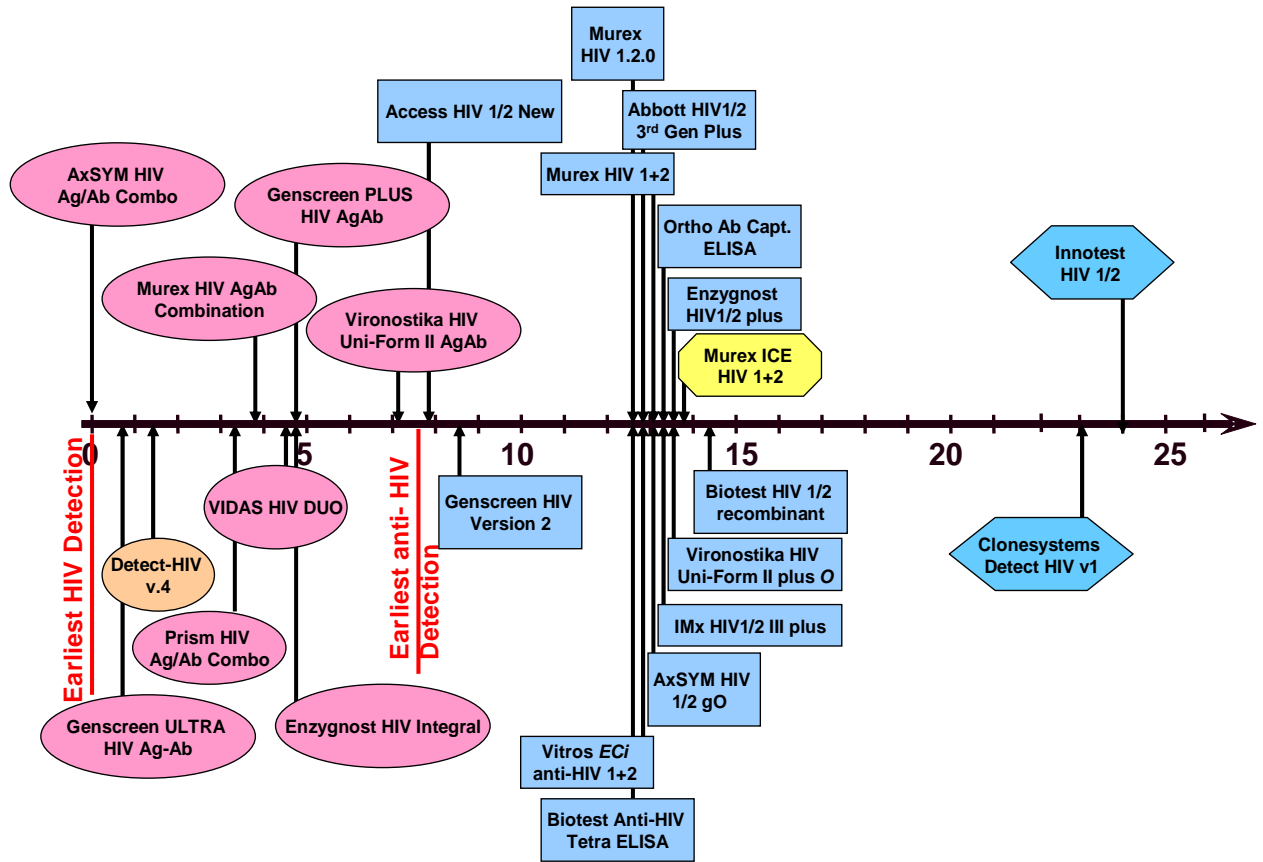 Murex
HIV 1.2.0
Access HIV 1/2 New
Abbott HIV1/2
3rd Gen Plus
AxSYM HIV
Ag/Ab Combo
Genscreen PLUS
HIV AgAb
Murex HIV 1+2
Ortho Ab Capt.
ELISA
Innotest
HIV 1/2
Murex HIV AgAb
Combination
Vironostika HIV
Uni-Form II AgAb
Enzygnost
HIV1/2 plus
Murex ICE
HIV 1+2
0
5
10
15
20
25
Earliest HIV Detection
Earliest anti- HIV
Detection
VIDAS HIV DUO
Genscreen HIV
Version 2
Biotest HIV 1/2
recombinant
Detect-HIV
v.4
Vironostika HIV
Uni-Form II plus O
Clonesystems
Detect HIV v1
Prism HIV
Ag/Ab Combo
IMx HIV1/2 III plus
AxSYM HIV
1/2 gO
Genscreen ULTRA
HIV Ag-Ab
Enzygnost HIV Integral
Vitros ECi
anti-HIV 1+2
Biotest Anti-HIV
Tetra ELISA